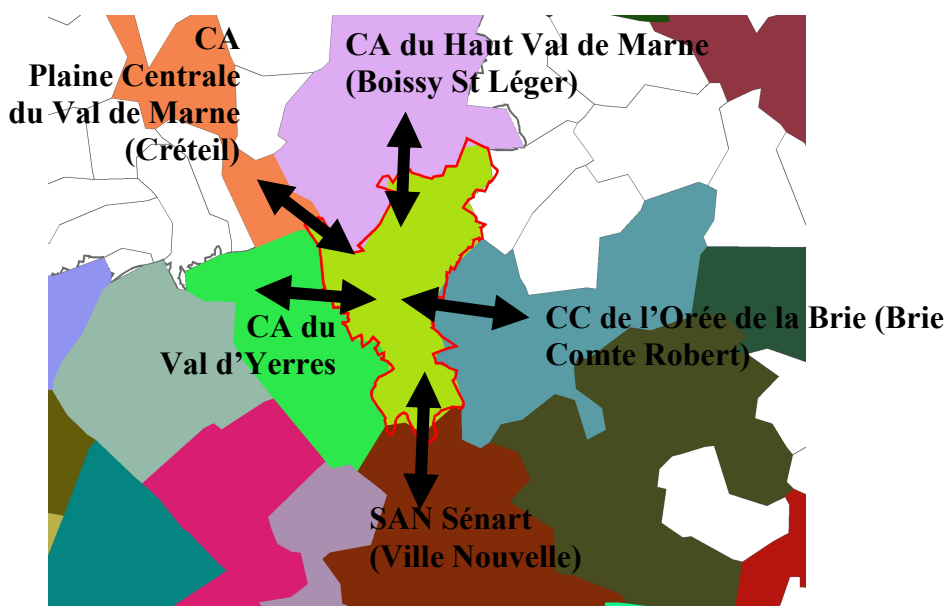 CA
Plaine Centrale
du Val de Marne
(Créteil)
CA du Haut Val de Marne
(Boissy St Léger)
CA du
Val d’Yerres
CC de l’Orée de la Brie (Brie
Comte Robert)
SAN Sénart
(Ville Nouvelle)